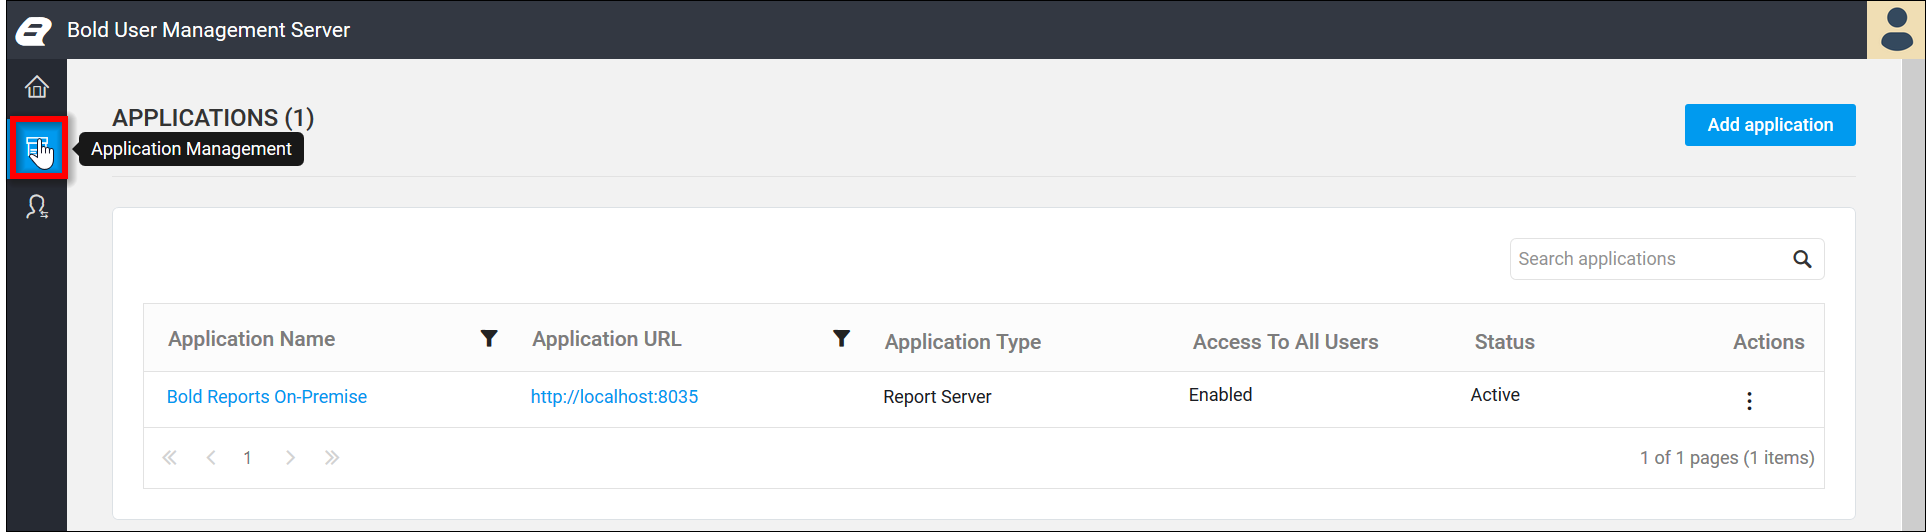 Bold User Management Server
APPLICATIONS (1)
Add application
Application Management
Search applications
Application Name Application URL Application Type Access To All Users Status Actions
Bold Reports On-Premise http://localhost:8035 Report Server Enabled Active
1 1 of 1 pages (1 items)